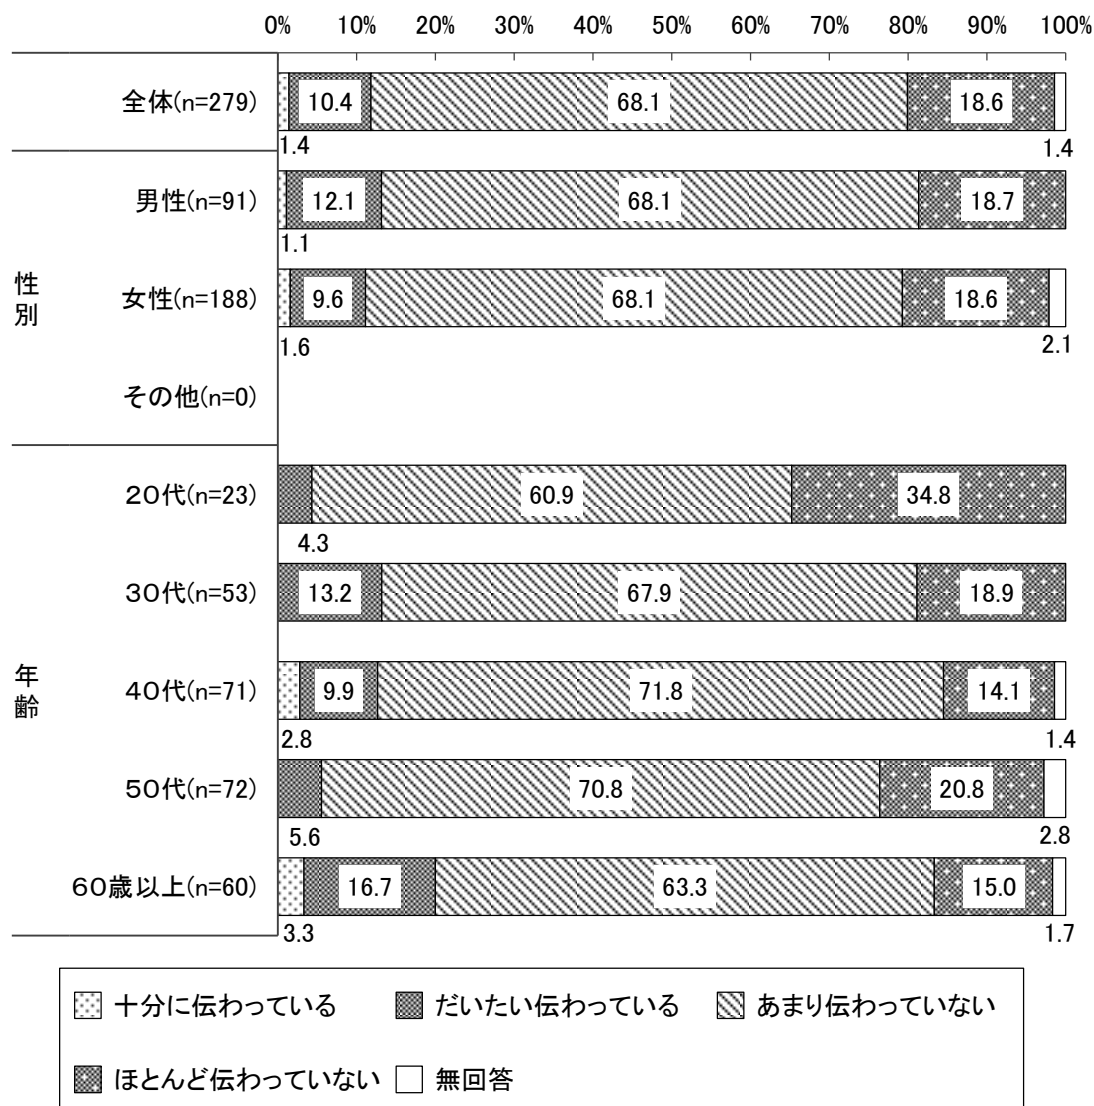 0% 10% 20% 30% 40% 50% 60% 70% 80% 90% 100%
全体(n=279) 10.4 68.1 18.6
1.4 1.4
男性(n=91) 12.1 68.1 18.7
1.1
性別
女性(n=188) 9.6 68.1 18.6
1.6 2.1
その他(n=0)
20代(n=23) 60.9 34.8
4.3
30代(n=53) 13.2 67.9 18.9
年齢
40代(n=71) 9.9 71.8 14.1
2.8 1.4
50代(n=72) 70.8 20.8
5.6 2.8
60歳以上(n=60) 16.7 63.3 15.0
3.3 1.7
十分に伝わっている だいたい伝わっている あまり伝わっていない
ほとんど伝わっていない 無回答